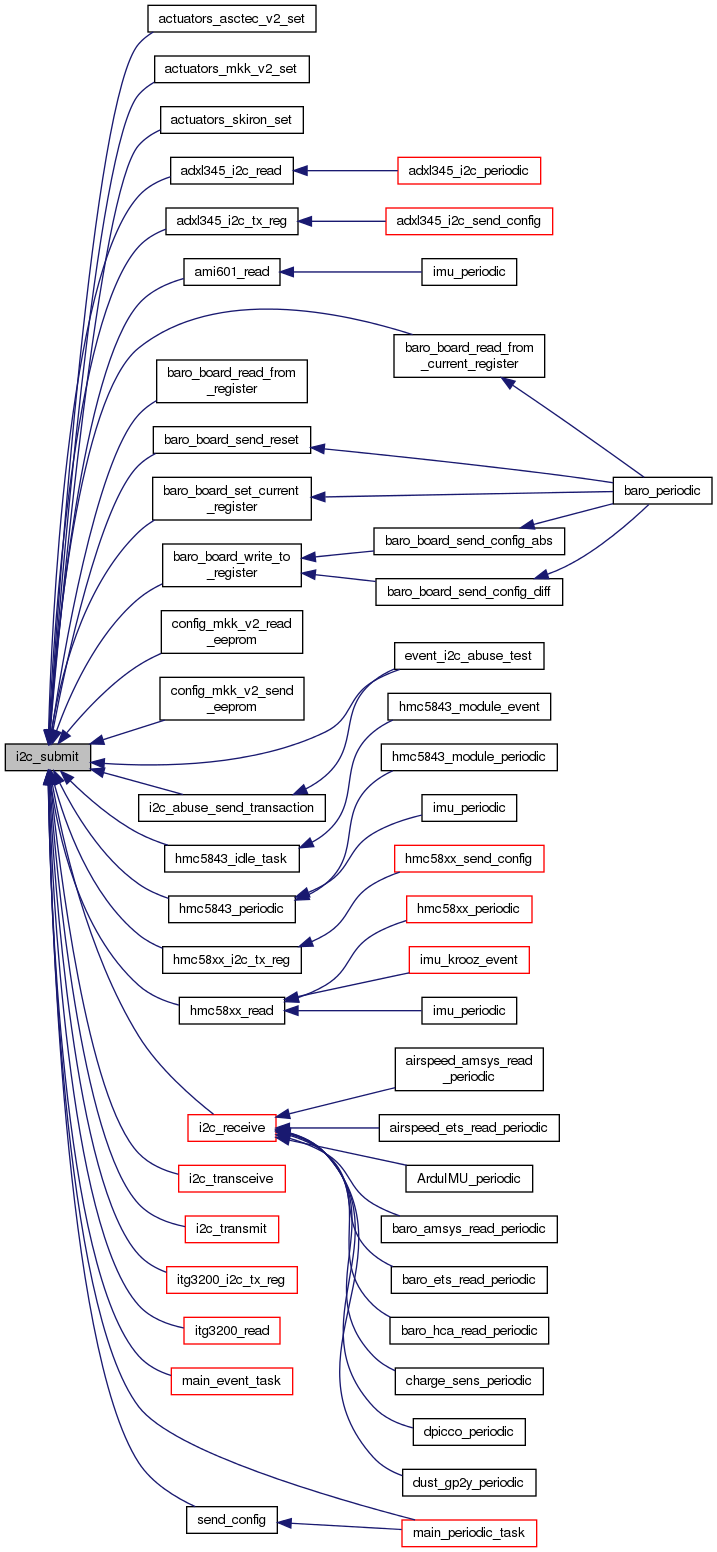 actuators_asctec_v2_set
actuators_mkk_v2_set
actuators_skiron_set
adxl345_i2c_read
adxl345_i2c_periodic
adxl345_i2c_tx_reg
adxl345_i2c_send_config
ami601_read
imu_periodic
baro_board_read_from
_current_register
baro_board_read_from
_register
baro_board_send_reset
baro_board_set_current
_register
baro_periodic
baro_board_write_to
_register
baro_board_send_config_abs
baro_board_send_config_diff
config_mkk_v2_read
_eeprom
event_i2c_abuse_test
config_mkk_v2_send
_eeprom
hmc5843_module_event
i2c_submit
hmc5843_module_periodic
i2c_abuse_send_transaction
imu_periodic
hmc5843_idle_task
hmc58xx_send_config
hmc5843_periodic
hmc58xx_periodic
hmc58xx_i2c_tx_reg
imu_krooz_event
hmc58xx_read
imu_periodic
airspeed_amsys_read
_periodic
i2c_receive
airspeed_ets_read_periodic
i2c_transceive
ArduIMU_periodic
i2c_transmit
baro_amsys_read_periodic
itg3200_i2c_tx_reg
baro_ets_read_periodic
itg3200_read
baro_hca_read_periodic
main_event_task
charge_sens_periodic
dpicco_periodic
dust_gp2y_periodic
send_config
main_periodic_task